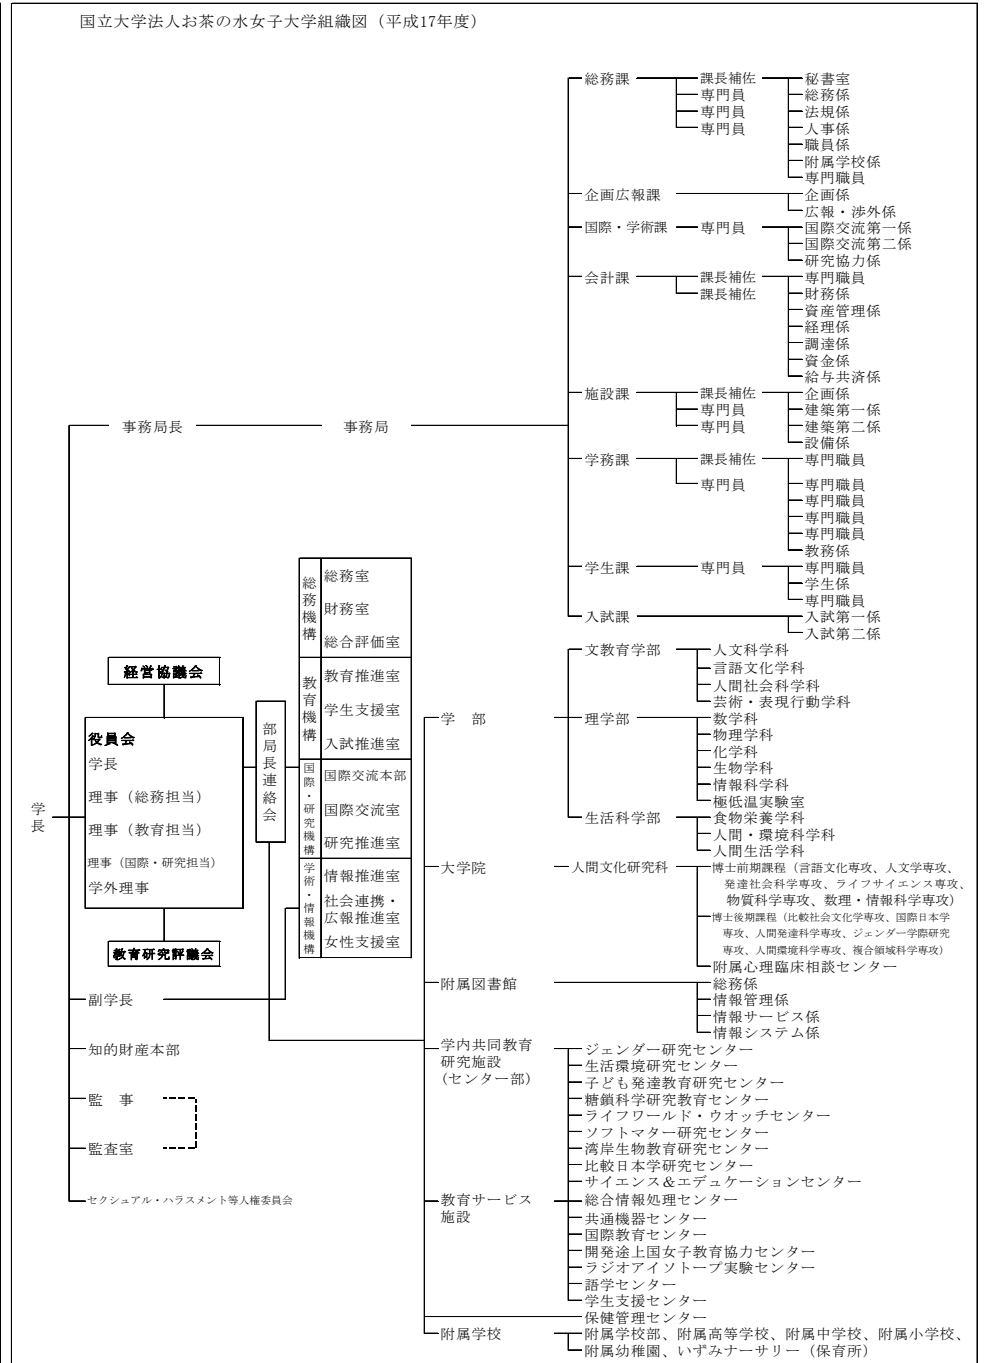 国立大学法人お茶の水女子大学組織図（平成17年度）
総務課
課長補佐
専門員
専門員
専門員
秘書室
総務係
法規係
人事係
職員係
附属学校係
専門職員
企画広報課
企画係
広報・渉外係
国際・学術課
専門員
国際交流第一係
国際交流第二係
研究協力係
会計課
課長補佐
課長補佐
専門職員
財務係
資産管理係
経理係
調達係
資金係
給与共済係
施設課
課長補佐
専門員
専門員
企画係
建築第一係
建築第二係
設備係
事務局長
事務局
学務課
課長補佐
専門員
専門職員
専門職員
専門職員
専門職員
専門職員
教務係
学生課
専門員
専門職員
学生係
専門職員
入試課
入試第一係
入試第二係
総務機構
総務室
財務室
総合評価室
教育機構
教育推進室
学生支援室
入試推進室
国際・研究機構
国際交流本部
国際交流室
研究推進室
学術・情報機構
情報推進室
社会連携・
広報推進室
女性支援室
経営協議会
役員会
学長
理事（総務担当）
理事（教育担当）
理事（国際・研究担当）
学外理事
教育研究評議会
部局長連絡会
学長
副学長
知的財産本部
監　事
監査室
セクシュアル・ハラスメント等人権委員会
学　部
文教育学部
人文科学科
言語文化学科
人間社会科学科
芸術・表現行動学科
理学部
数学科
物理学科
化学科
生物学科
情報科学科
極低温実験室
生活科学部
食物栄養学科
人間・環境科学科
人間生活学科
大学院
人間文化研究科
博士前期課程（言語文化専攻、人文学専攻、
発達社会科学専攻、ライフサイエンス専攻、
物質科学専攻、数理・情報科学専攻）
博士後期課程（比較社会文化学専攻、国際日本学
専攻、人間発達科学専攻、ジェンダー学際研究
専攻、人間環境科学専攻、複合領域科学専攻）
附属心理臨床相談センター
附属図書館
総務係
情報管理係
情報サービス係
情報システム係
学内共同教育
研究施設
（センター部）
ジェンダー研究センター
生活環境研究センター
子ども発達教育研究センター
糖鎖科学研究教育センター
ライフワールド・ウオッチセンター
ソフトマター研究センター
湾岸生物教育研究センター
比較日本学研究センター
サイエンス＆エデュケーションセンター
教育サービス
施設
総合情報処理センター
共通機器センター
国際教育センター
開発途上国女子教育協力センター
ラジオアイソトープ実験センター
語学センター
学生支援センター
保健管理センター
附属学校
附属学校部、附属高等学校、附属中学校、附属小学校、
附属幼稚園、いずみナーサリー（保育所）